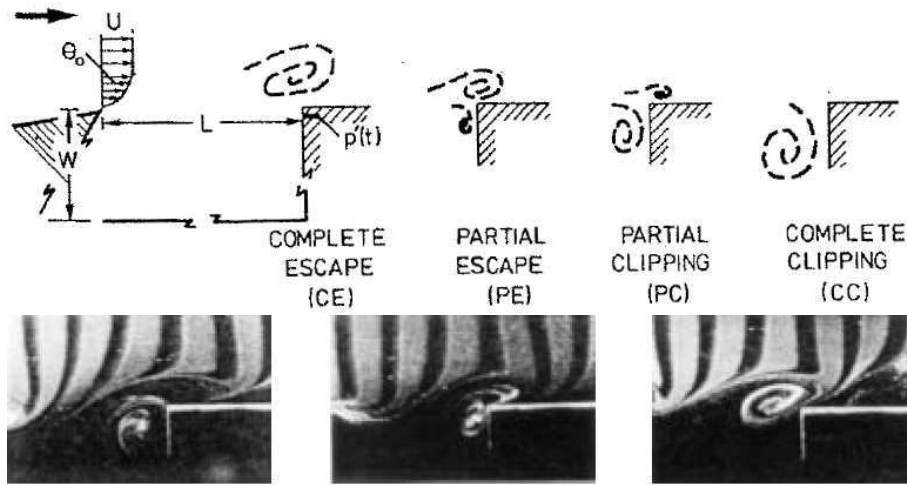 U
θo
L
W
p(t)
COMPLETE
ESCAPE
(CE)
PARTIAL
ESCAPE
(PE)
PARTIAL
CLIPPING
(PC)
COMPLETE
CLIPPING
(CC)